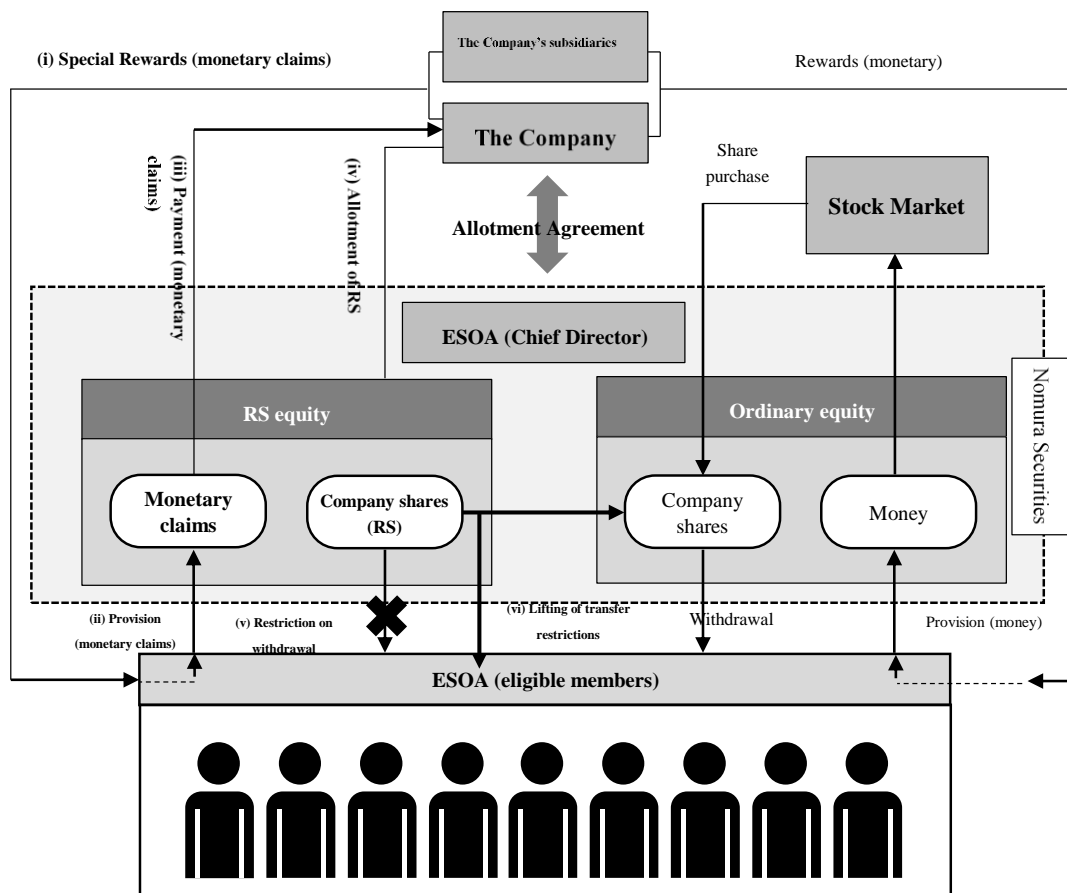 The Company's subsidiaries
(i) Special Rewards (monetary claims)
Rewards (monetary)
The Company
(iii) Payment (monetary
claims)
(iv) Allotment of RS
Share
purchase
Stock Market
Allotment Agreement
ESOA (Chief Director)
Nomura Securities
RS equity
Ordinary equity
Monetary
claims
Company shares
(RS)
Company
shares
Money
(ii) Provision
(monetary claims)
(v) Restriction on
withdrawal
(vi) Lifting of transfer
restrictions
Withdrawal
Provision (money)
ESOA (eligible members)